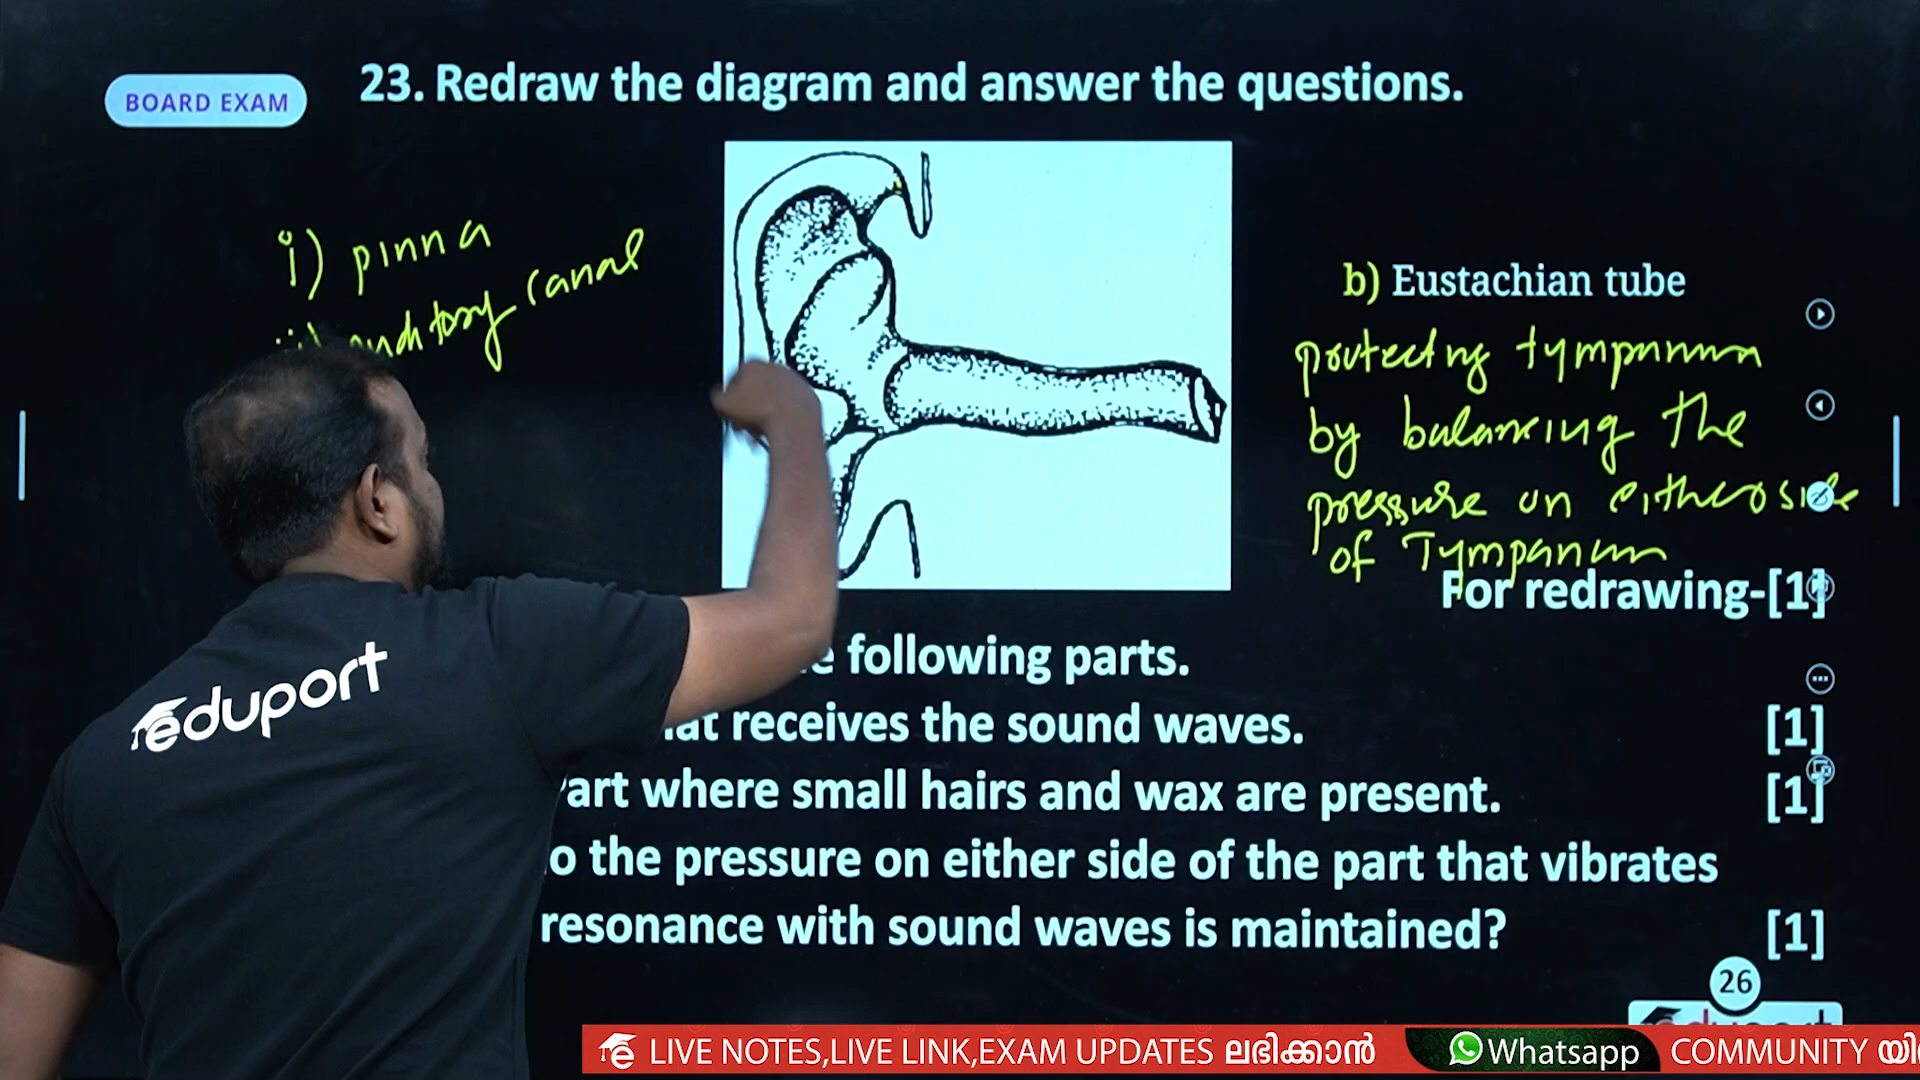 BOARD EXAM
23. Redraw the diagram and answer the questions.
i) pinna
auditory canal
b) Eustachian tube
protecting tympanum
by balancing the
pressure on either side
of Tympanum
For redrawing-[1]
following parts.
receives the sound waves. [1]
where small hairs and wax are present. [1]
the pressure on either side of the part that vibrates
resonance with sound waves is maintained? [1]
26
eduport
LIVE NOTES,LIVE LINK,EXAM UPDATES ലഭിക്കാൻ Whatsapp COMMUNITY